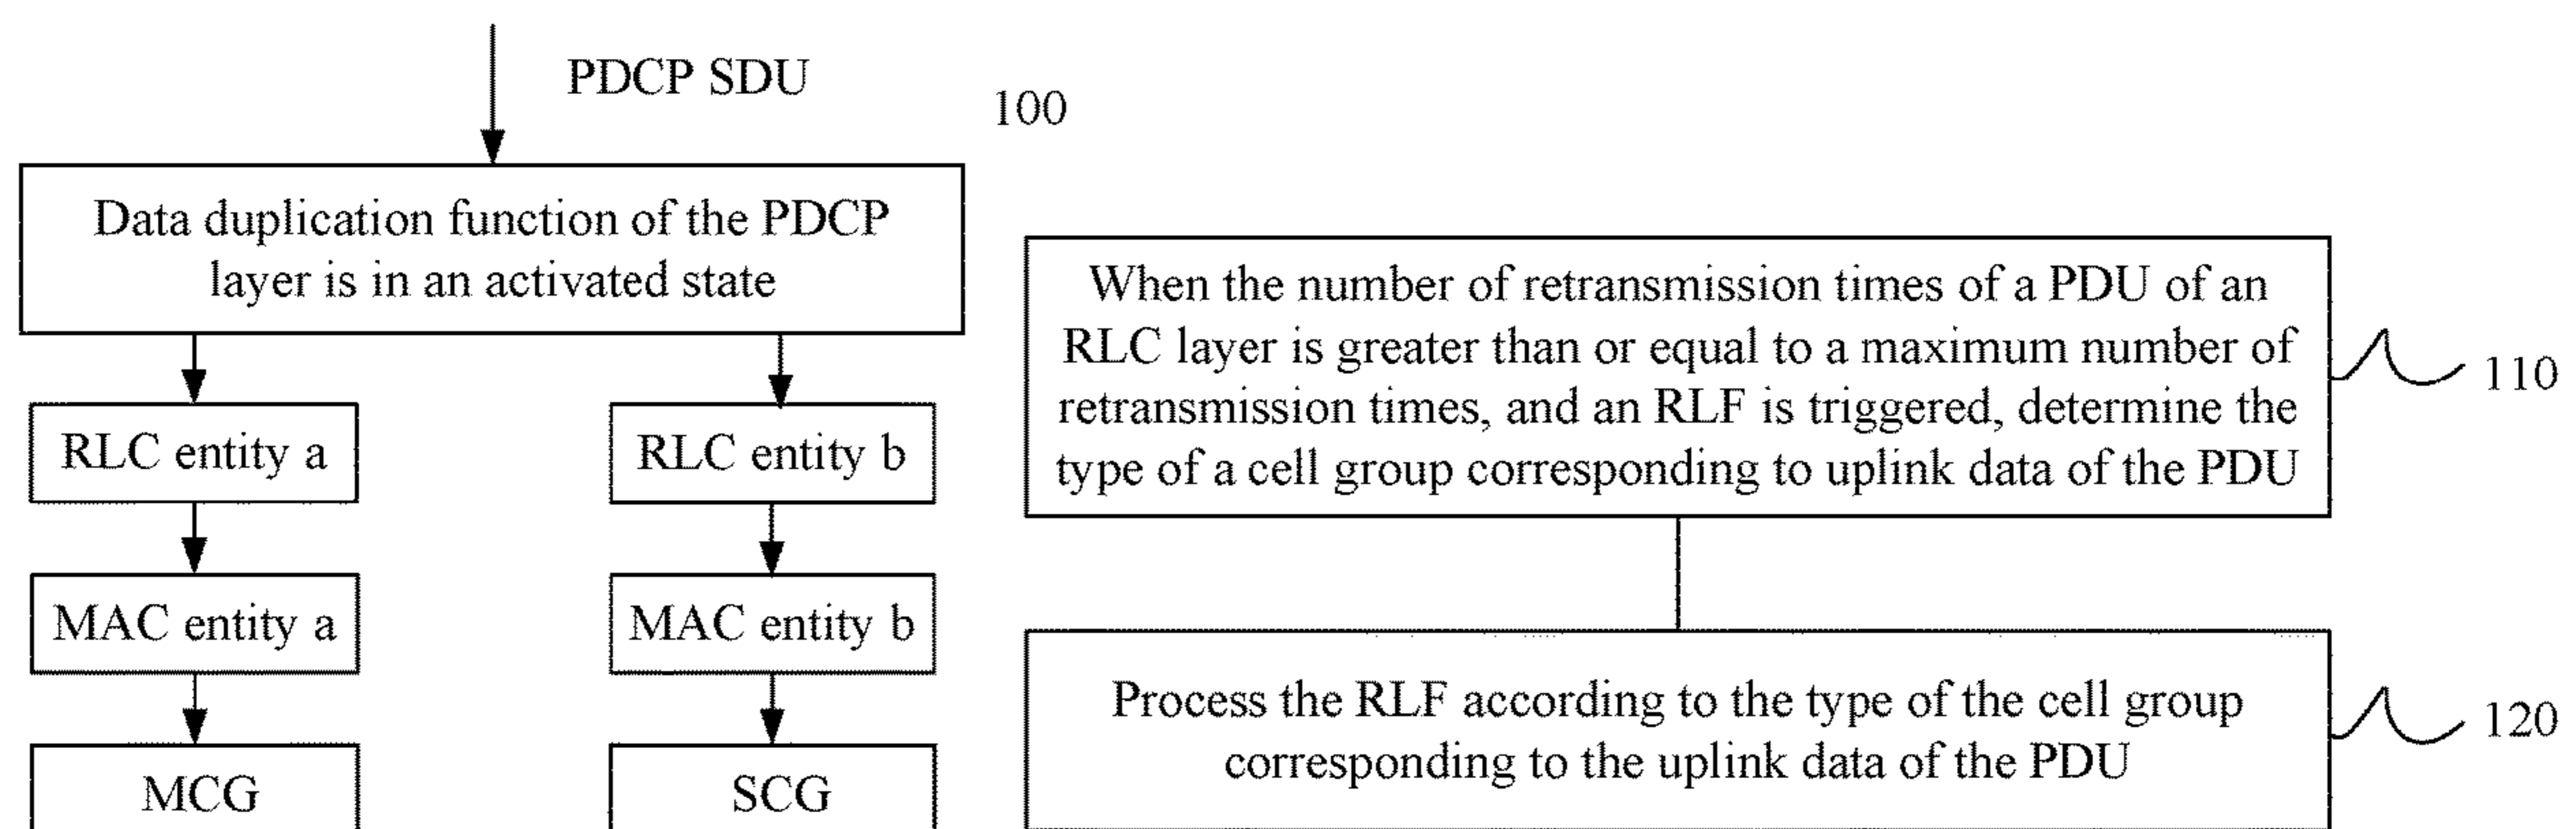 PDCP SDU
100
Data duplication function of the PDCP
layer is in an activated state
RLC entity a
RLC entity b
MAC entity a
MAC entity b
MCG
SCG
When the number of retransmission times of a PDU of an
RLC layer is greater than or equal to a maximum number of
retransmission times, and an RLF is triggered, determine the
type of a cell group corresponding to uplink data of the PDU
110
Process the RLF according to the type of the cell group
corresponding to the uplink data of the PDU
120